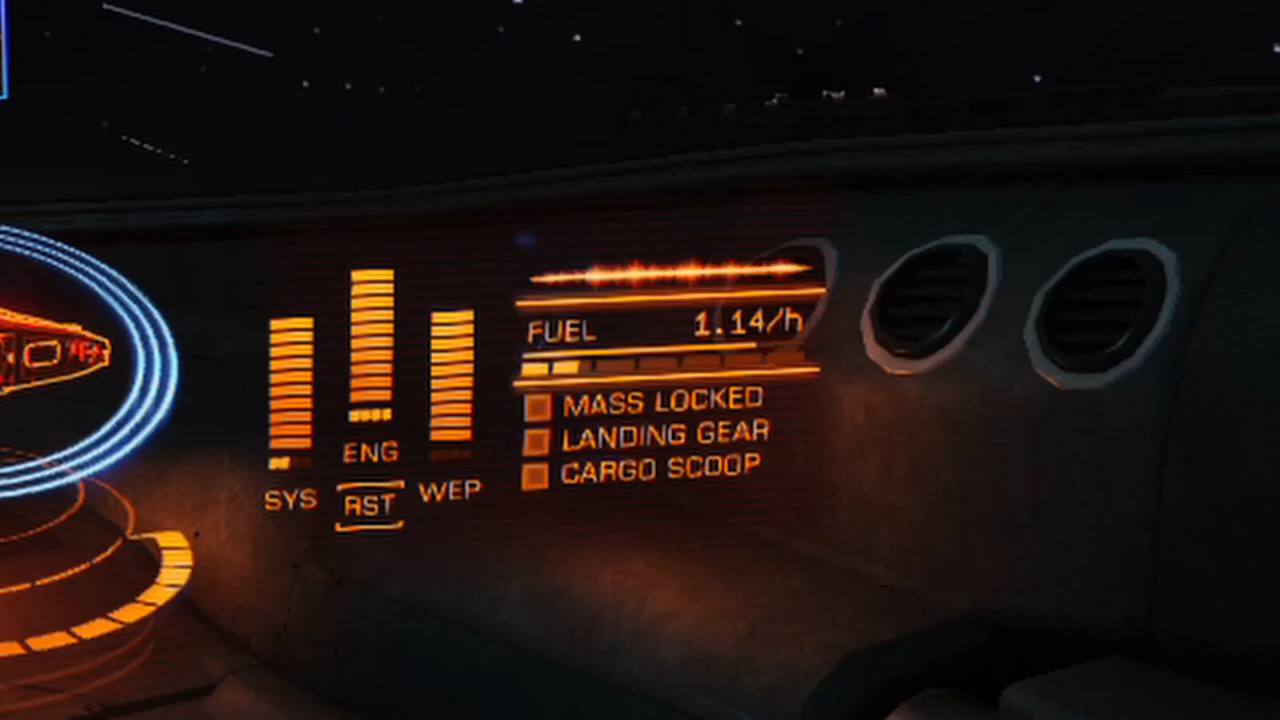 FUEL 1.14/h
MASS LOCKED
LANDING GEAR
CARGO SCOOP
ENG
SYS RST WEP